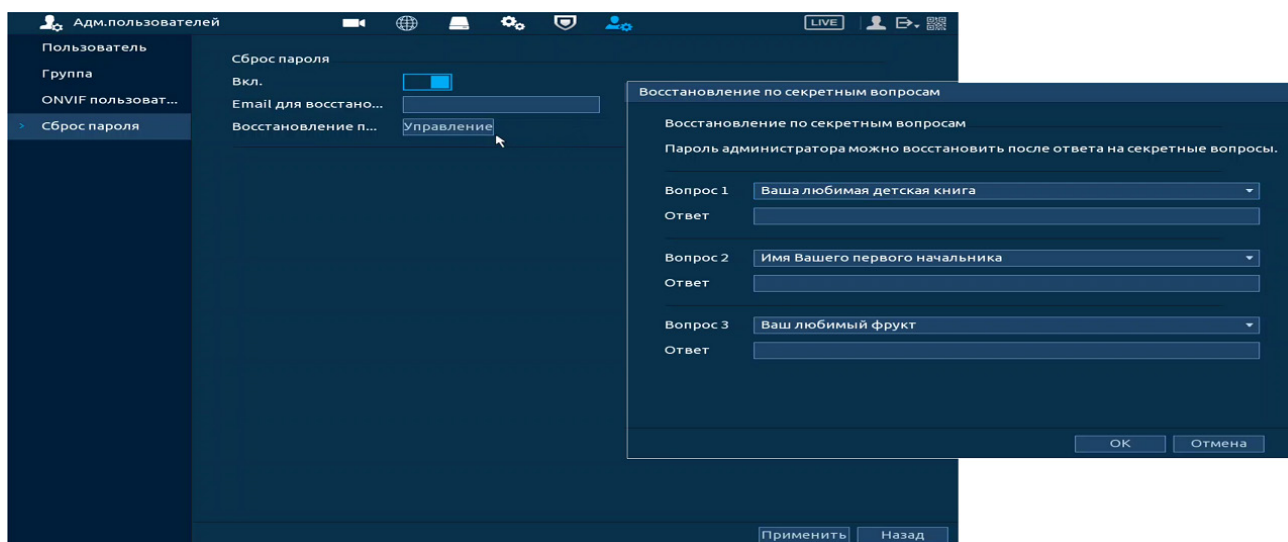 Адм.пользователей
LIVE
Пользователь
Группа
ONVIF пользоват...
Сброс пароля
Сброс пароля
Вкл.
Email для восстано...
Восстановление п...
Управление
Восстановление по секретным вопросам
Восстановление по секретным вопросам
Пароль администратора можно восстановить после ответа на секретные вопросы.
Вопрос 1 Ваша любимая детская книга
Ответ
Вопрос 2 Имя Вашего первого начальника
Ответ
Вопрос 3 Ваш любимый фрукт
Ответ
ОК Отмена
Применить Назад